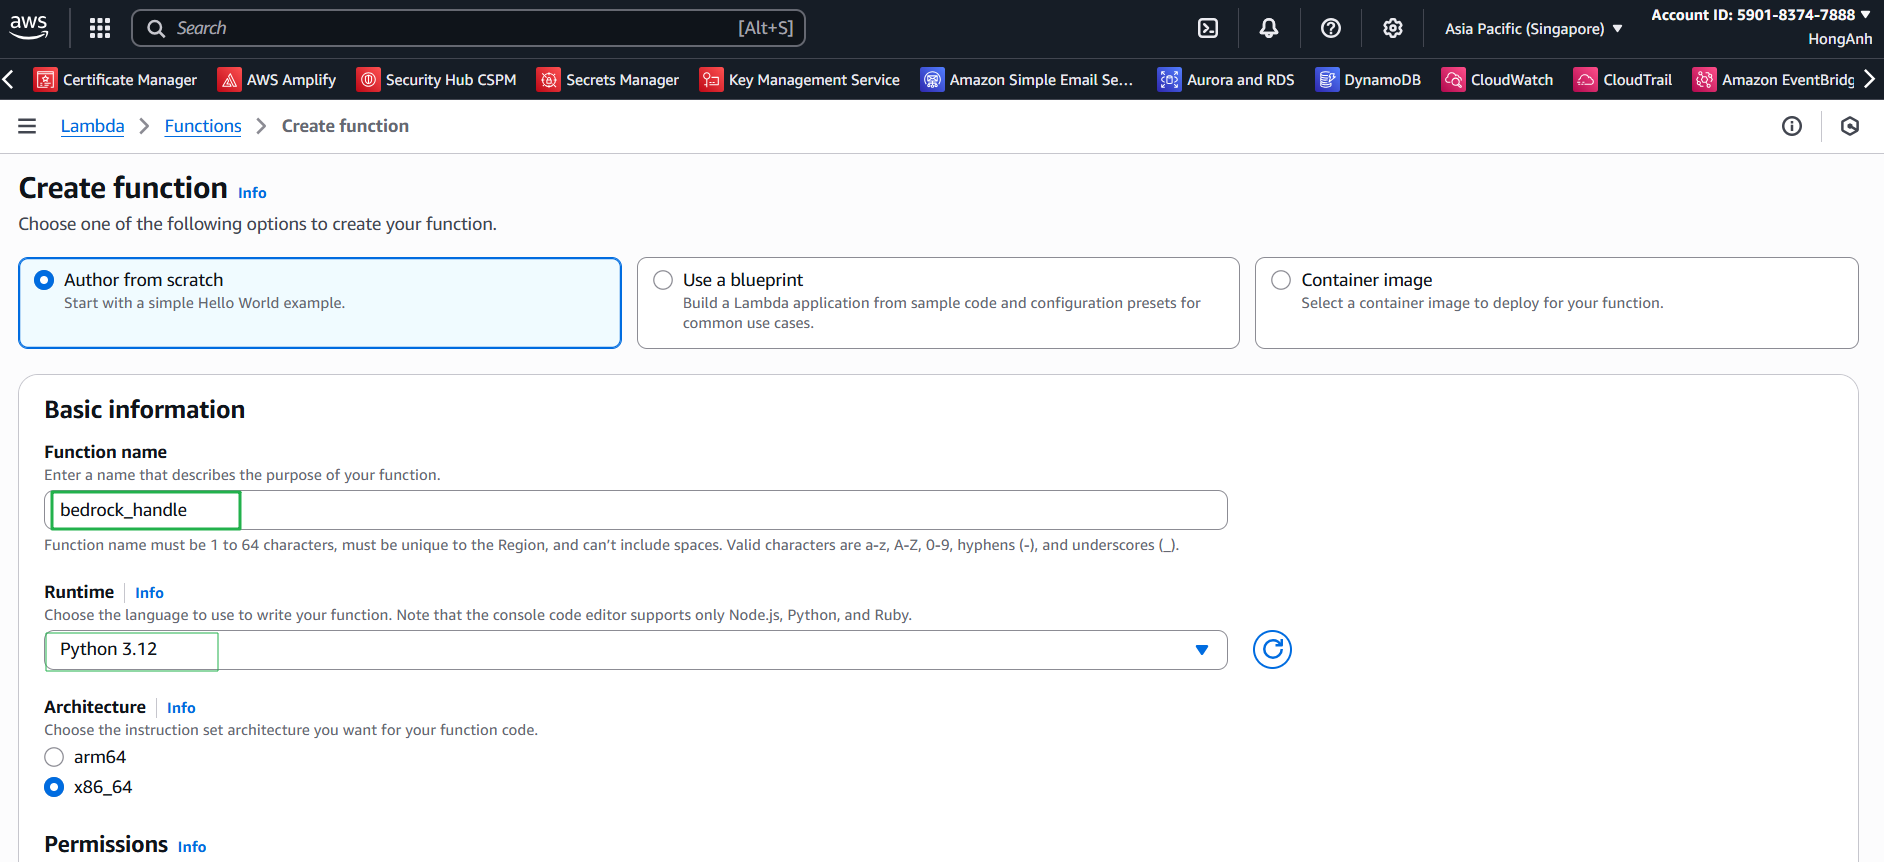 aws
Search [Alt+S]
Asia Pacific (Singapore)
Account ID: 5901-8374-7888
HongAnh
Certificate Manager AWS Amplify Security Hub CSPM Secrets Manager Key Management Service Amazon Simple Email Se... Aurora and RDS DynamoDB CloudWatch CloudTrail Amazon EventBridg
Lambda Functions Create function
Create function Info
Choose one of the following options to create your function.
Author from scratch
Start with a simple Hello World example.
Use a blueprint
Build a Lambda application from sample code and configuration presets for
common use cases.
Container image
Select a container image to deploy for your function.
Basic information
Function name
Enter a name that describes the purpose of your function.
bedrock_handle
Function name must be 1 to 64 characters, must be unique to the Region, and can’t include spaces. Valid characters are a-z, A-Z, 0-9, hyphens (-), and underscores (_).
Runtime Info
Choose the language to use to write your function. Note that the console code editor supports only Node.js, Python, and Ruby.
Python 3.12
Architecture Info
Choose the instruction set architecture you want for your function code.
arm64
x86_64
Permissions Info